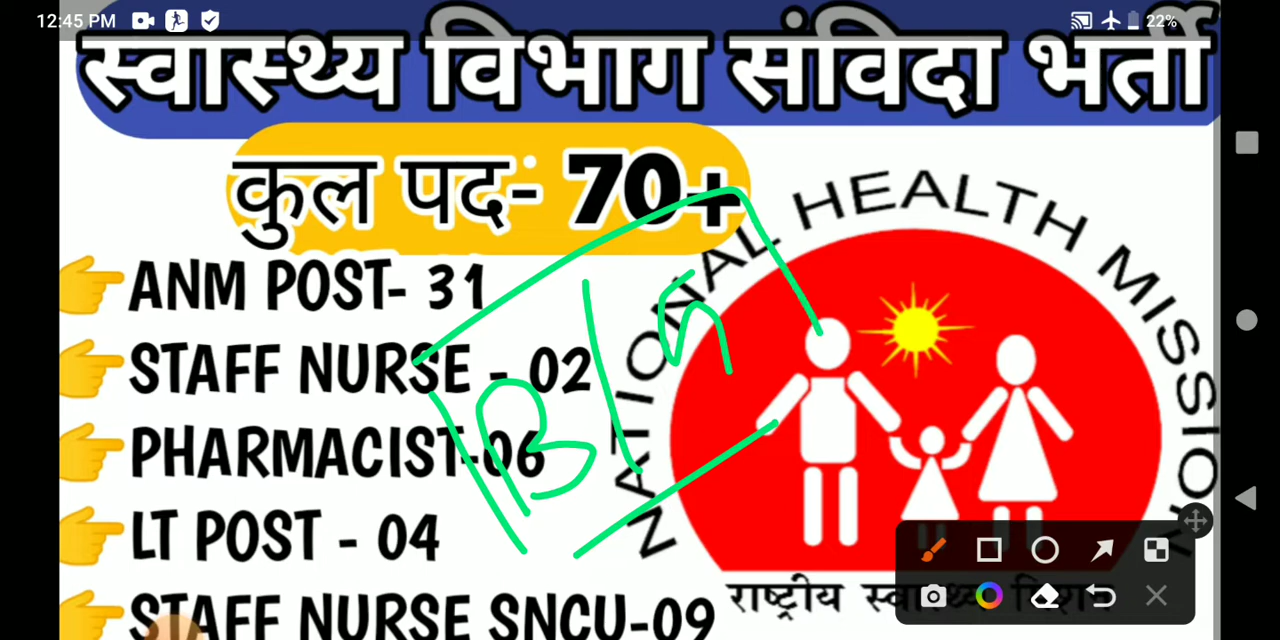 12:45 PM
22%
स्वास्थ्य विभाग संविदा भर्ती
कुल पद- 70+
ANM POST- 31
STAFF NURSE - 02
PHARMACIST-06
LT POST - 04
STAFF NURSE SNCU-09
NATIONAL HEALTH MISSION
राष्ट्रीय स्वास्थ्य मिशन